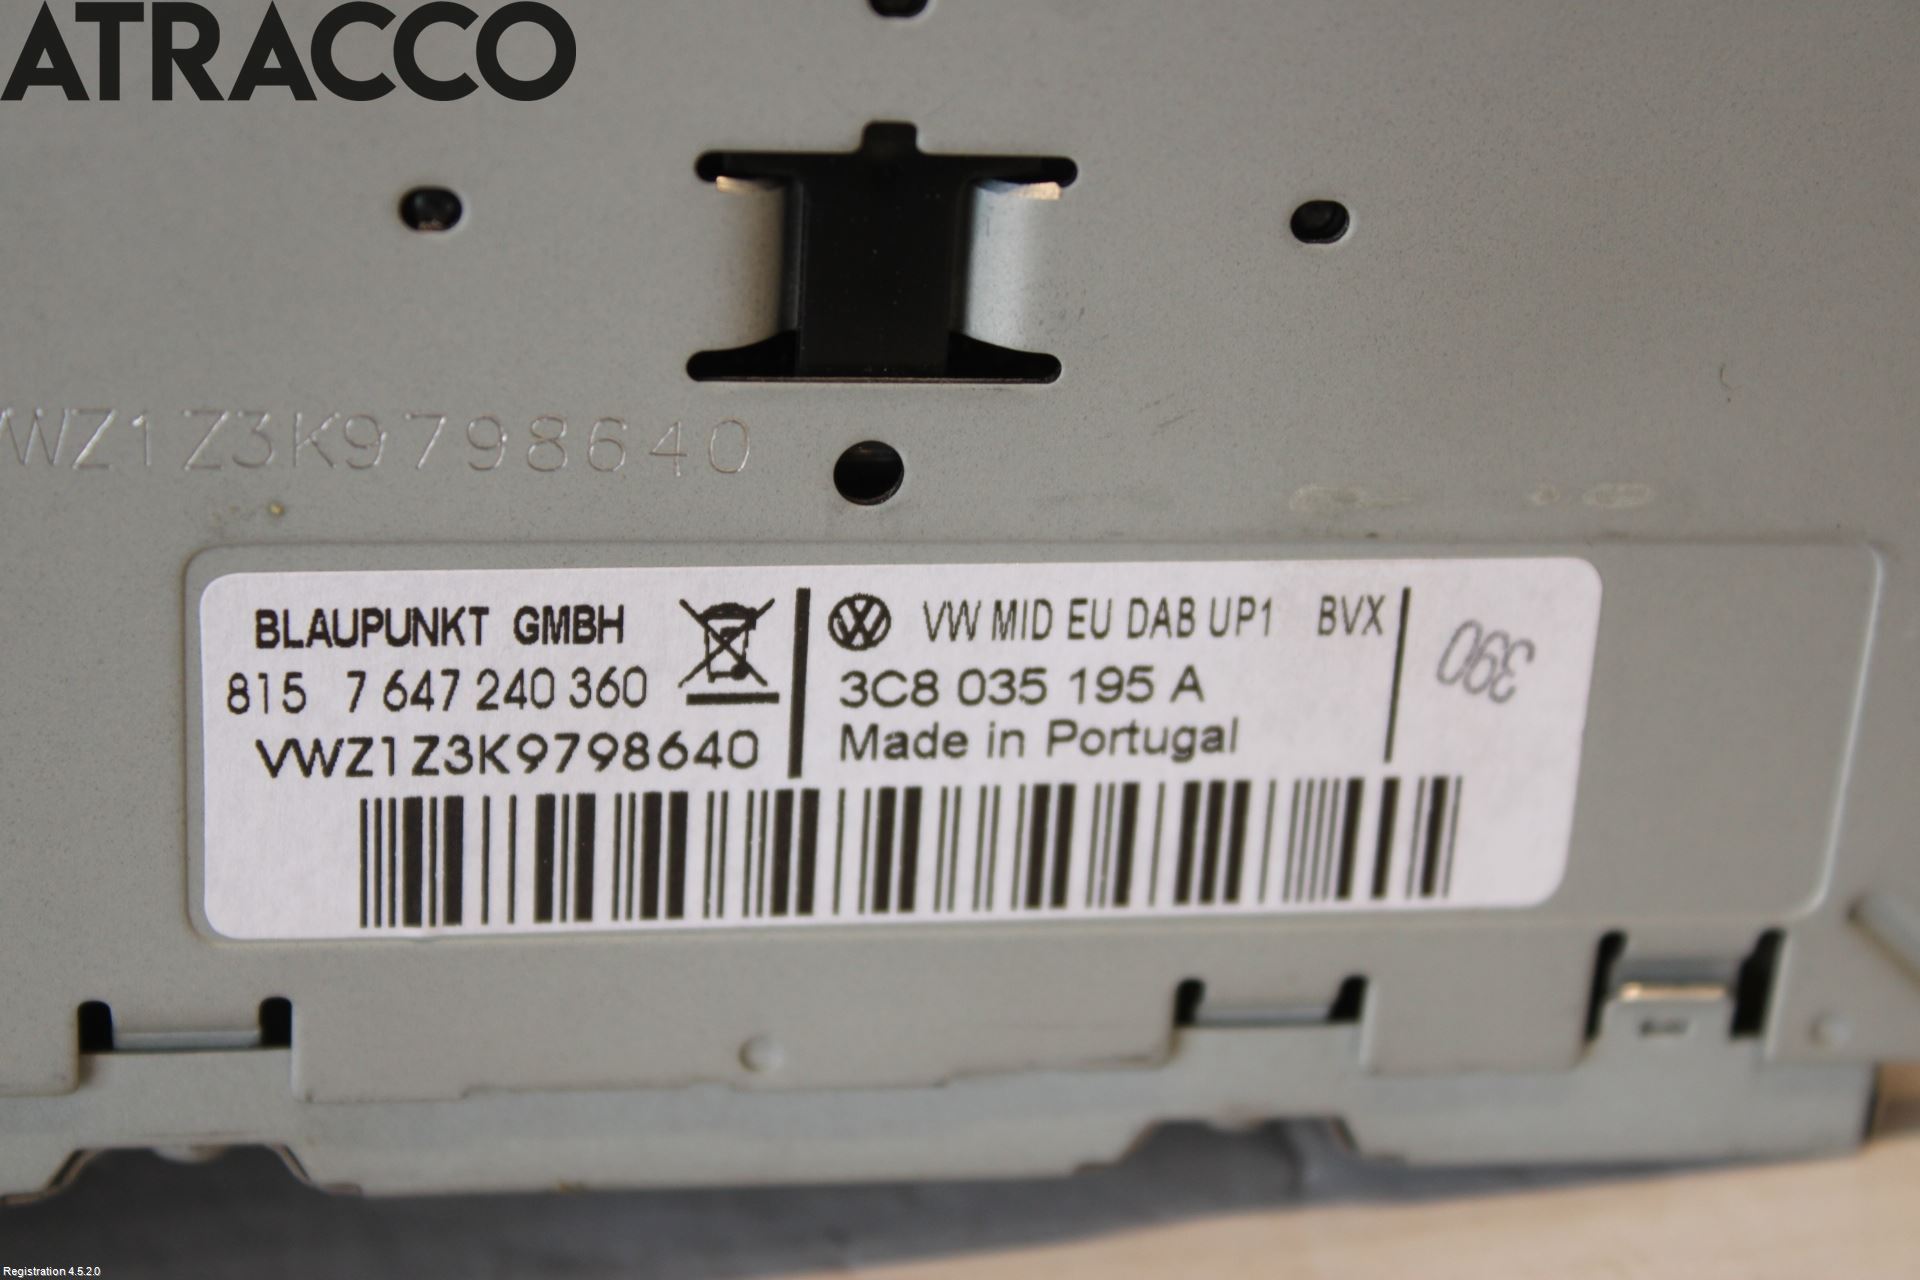 ATRACCO
VWZ1Z3K9798640
BLAUPUNKT GMBH
815 7 647 240 360
VWZ1Z3K9798640
VW MID EU DAB UP1 BVX
3C8 035 195 A
Made in Portugal
390
Registration 4.5.2.0